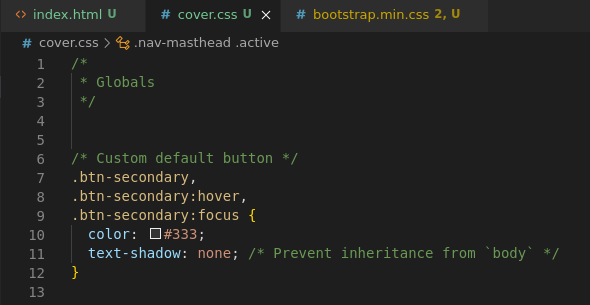 index.html U
cover.css U
bootstrap.min.css 2, U
cover.css > .nav-masthead .active
1 /*
2 * Globals
3 */
4
5
6 /* Custom default button */
7 .btn-secondary,
8 .btn-secondary:hover,
9 .btn-secondary:focus {
10 color: #333;
11 text-shadow: none; /* Prevent inheritance from `body` */
12 }
13